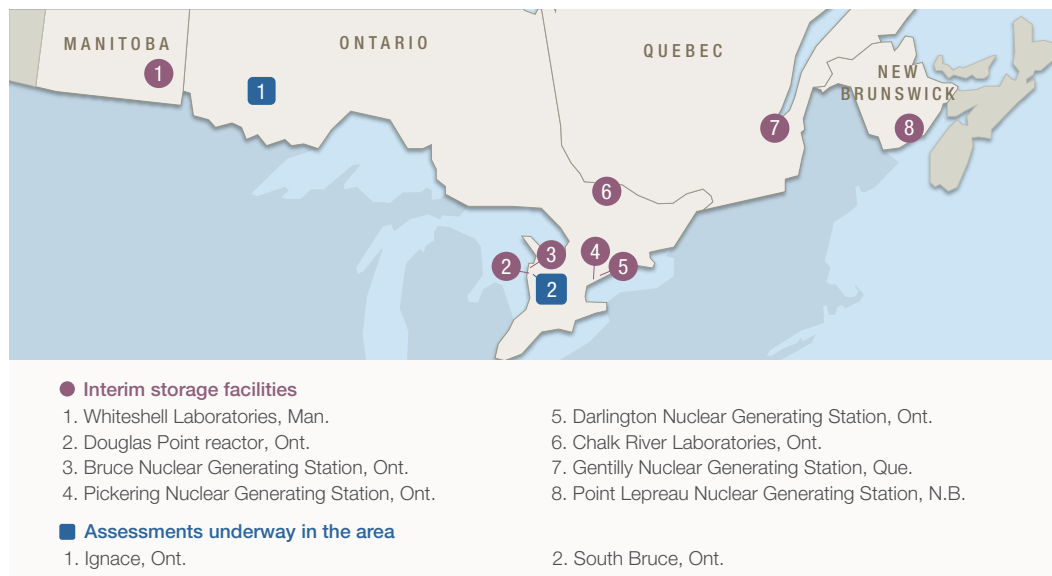 MANITOBA
ONTARIO
QUEBEC
NEW
BRUNSWICK
1
1
7
8
6
2
3
4
5
2
Interim storage facilities
1. Whiteshell Laboratories, Man.
2. Douglas Point reactor, Ont.
3. Bruce Nuclear Generating Station, Ont.
4. Pickering Nuclear Generating Station, Ont.
5. Darlington Nuclear Generating Station, Ont.
6. Chalk River Laboratories, Ont.
7. Gentilly Nuclear Generating Station, Que.
8. Point Lepreau Nuclear Generating Station, N.B.
Assessments underway in the area
1. Ignace, Ont.
2. South Bruce, Ont.